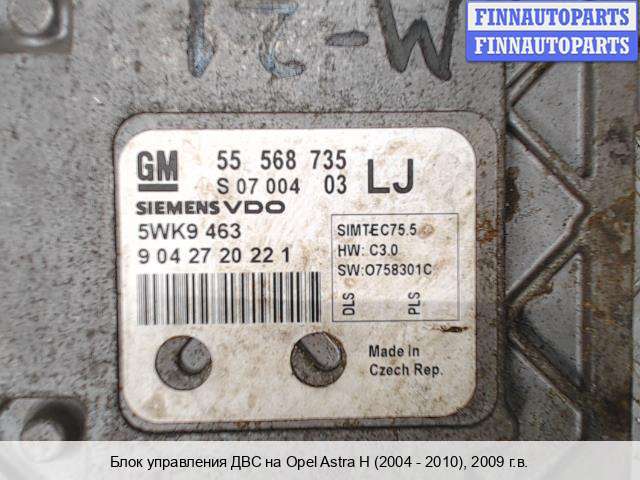 FINNAUTOPARTS
FINNAUTOPARTS
M-21
GM 55 568 735 LJ
S 07 004 03
SIEMENS VDO
5WK9 463
9 04 27 20 22 1
SIMTEC75.5
HW: C3.0
SW:O758301C
DLS PLS
Made in
Czech Rep.
Блок управления ДВС на Opel Astra H (2004 - 2010), 2009 г.в.